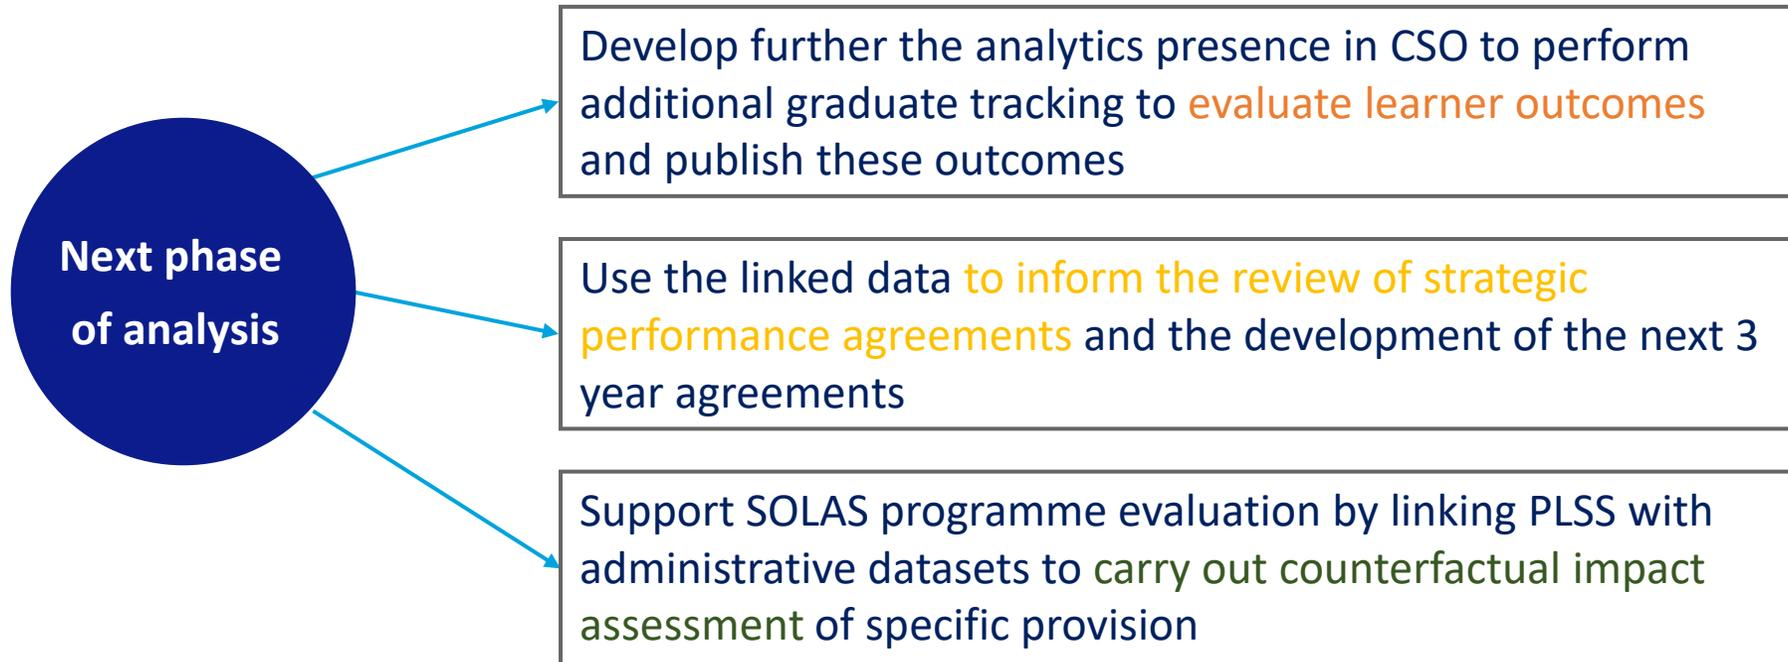 Next phase
of analysis
Develop further the analytics presence in CSO to perform
additional graduate tracking to evaluate learner outcomes
and publish these outcomes
Use the linked data to inform the review of strategic
performance agreements and the development of the next 3
year agreements
Support SOLAS programme evaluation by linking PLSS with
administrative datasets to carry out counterfactual impact
assessment of specific provision